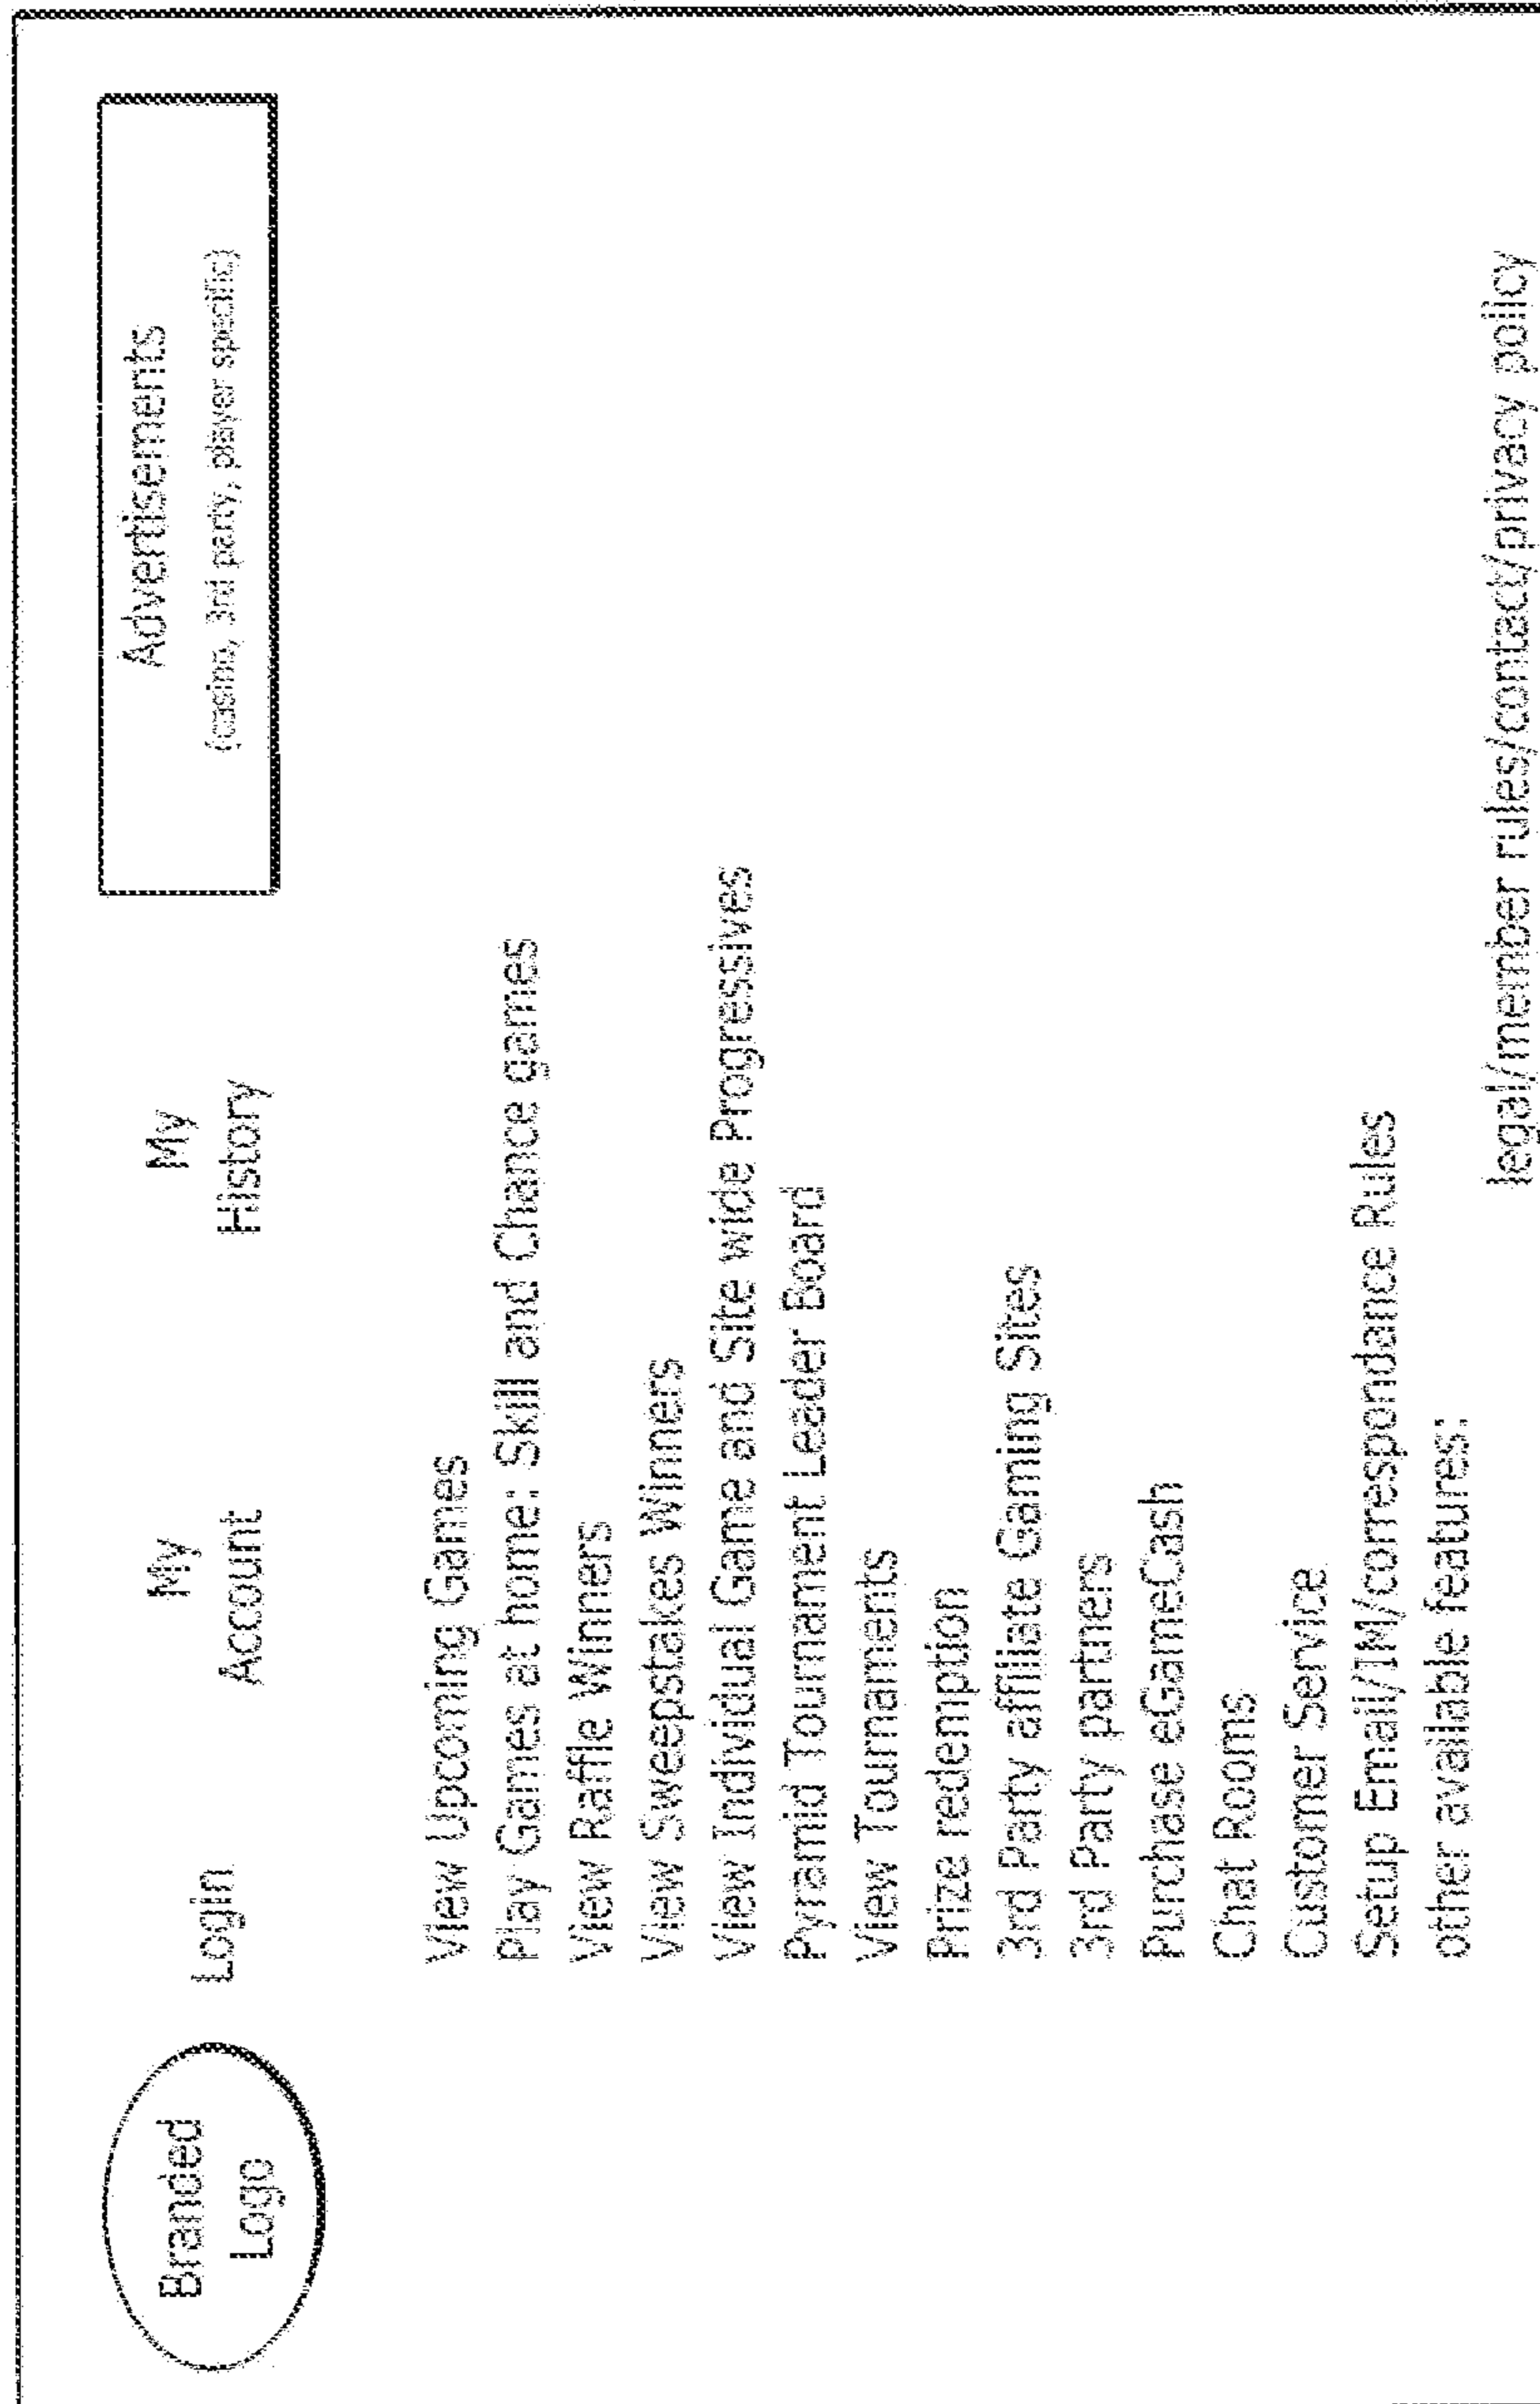 Branded
Logo
Login
My
Account
My
History
Advertisements
(casino, 3rd party, player specific)
View Upcoming Games
Play Games at home: Skill and Chance games
View Raffle Winners
View Sweepstakes Winners
View Individual Game and Site wide Progressives
Pyramid Tournament Leader Board
View Tournaments
Prize redemption
3rd Party affiliate Gaming Sites
3rd Party partners
Purchase eGameCash
Chat Rooms
Customer Service
Setup Email/IM/correspondance Rules
other available features:
legal/member rules/contact/privacy policy